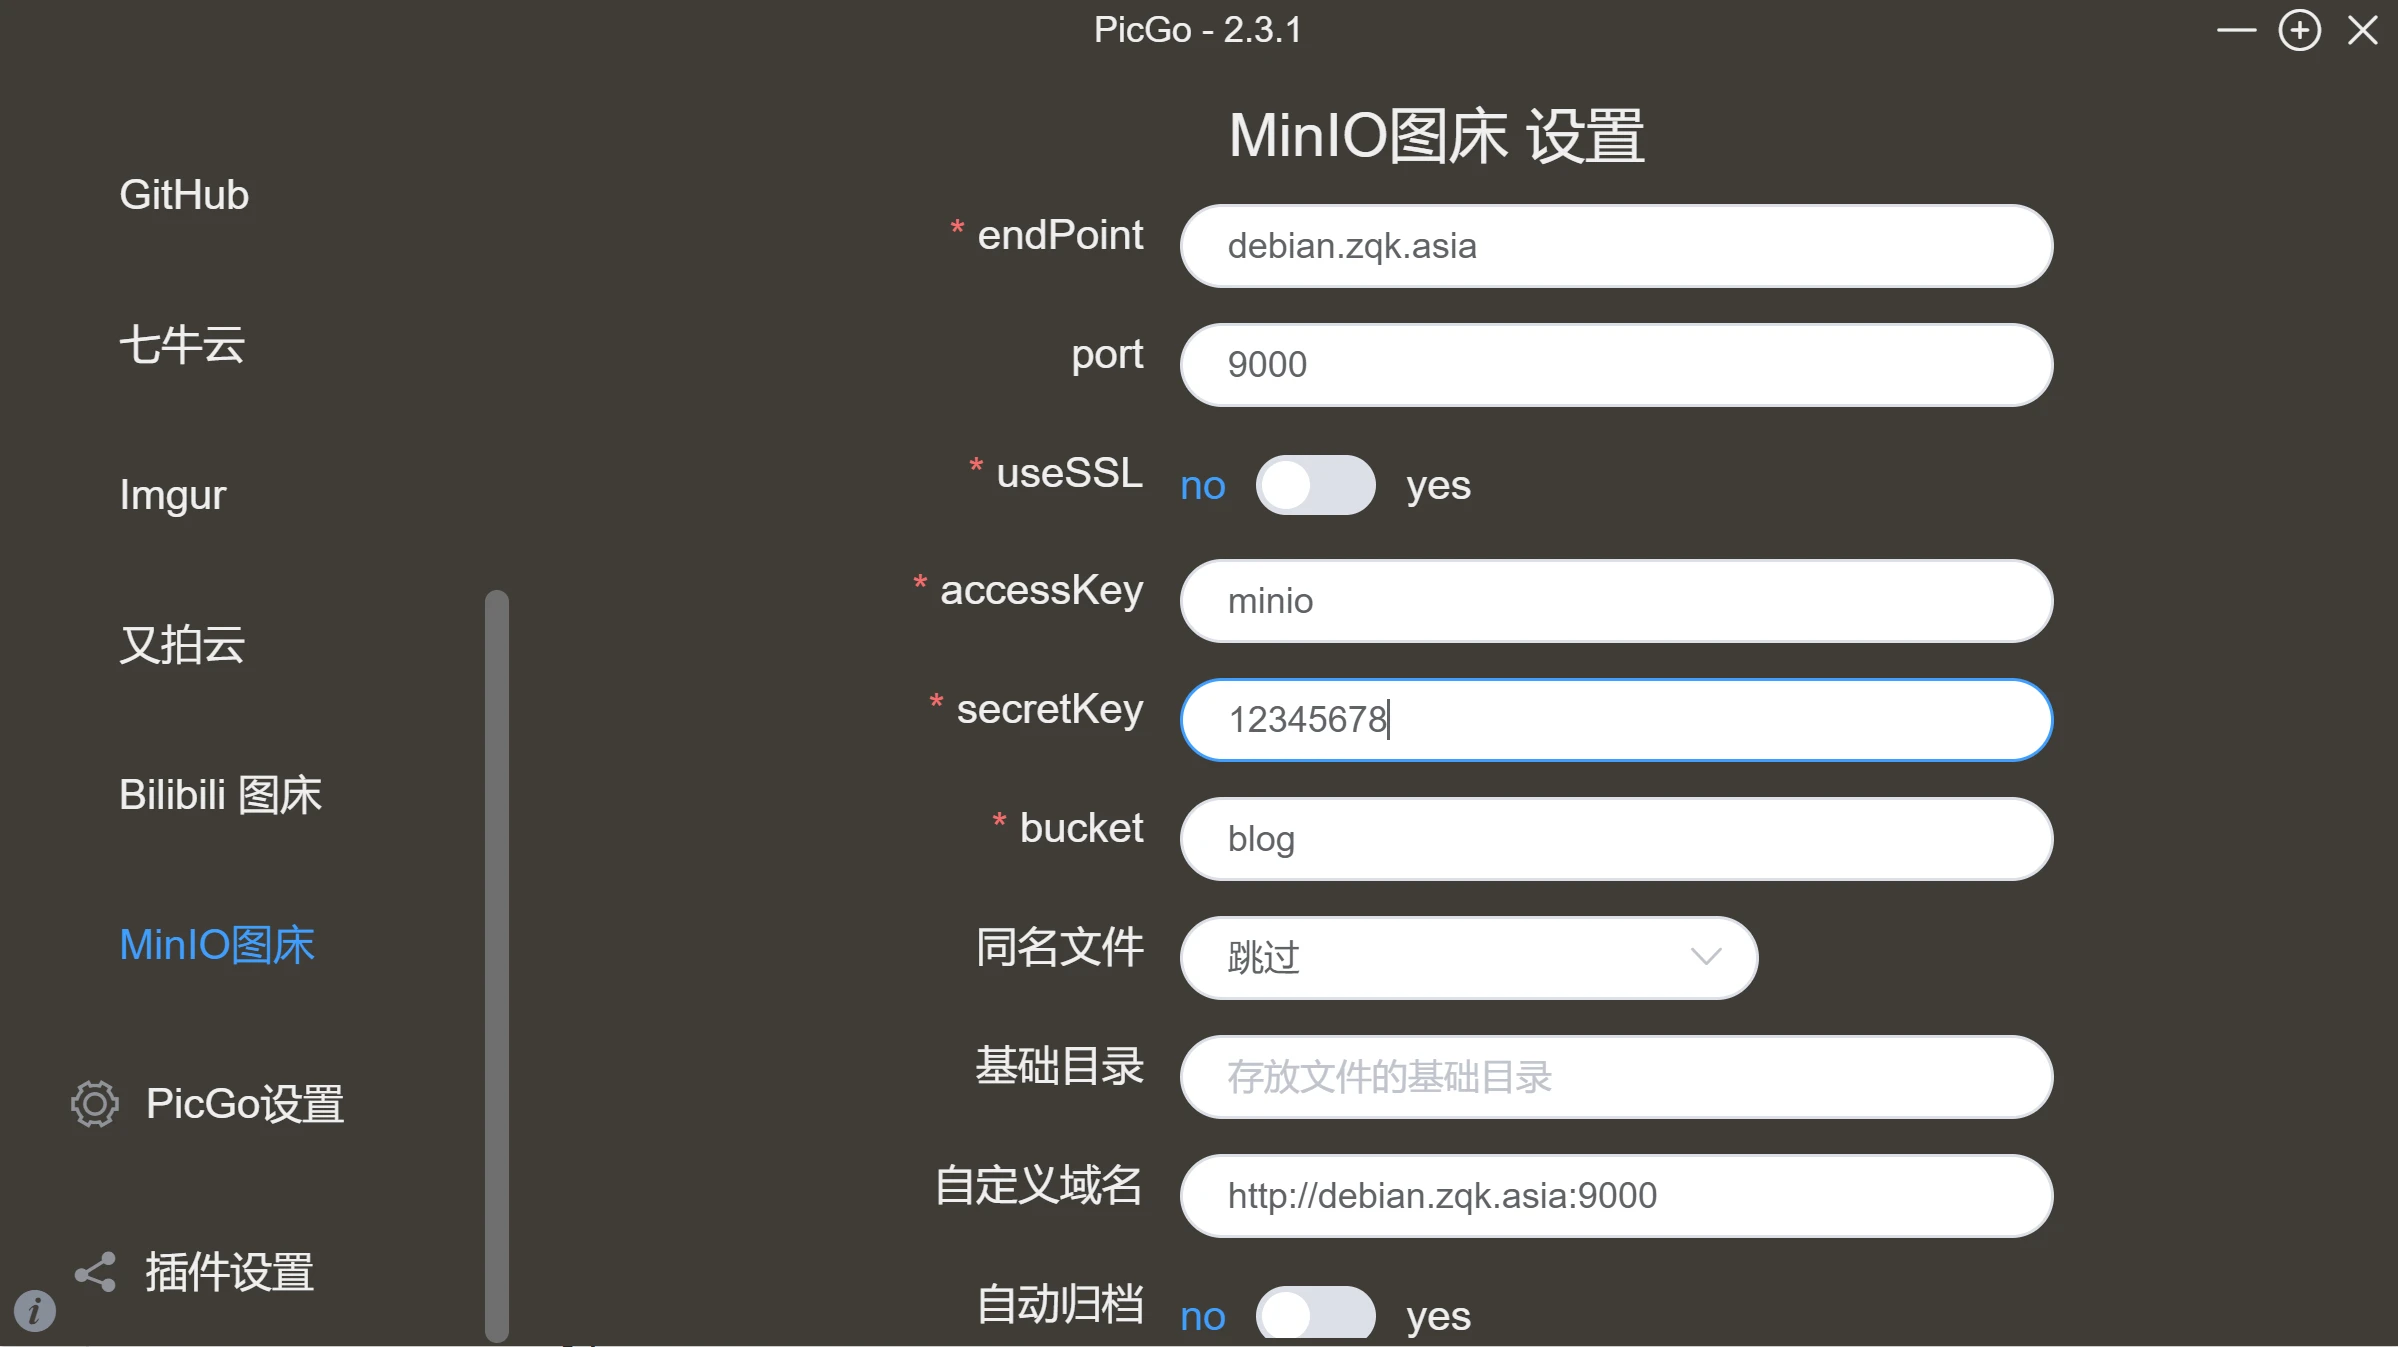 PicGo - 2.3.1
GitHub
七牛云
Imgur
又拍云
Bilibili 图床
MinIO图床
PicGo设置
插件设置
MinIO图床 设置
* endPoint debian.zqk.asia
port 9000
* useSSL no yes
* accessKey minio
* secretKey 12345678
* bucket blog
同名文件 跳过
基础目录 存放文件的基础目录
自定义域名 http://debian.zqk.asia:9000
自动归档 no yes